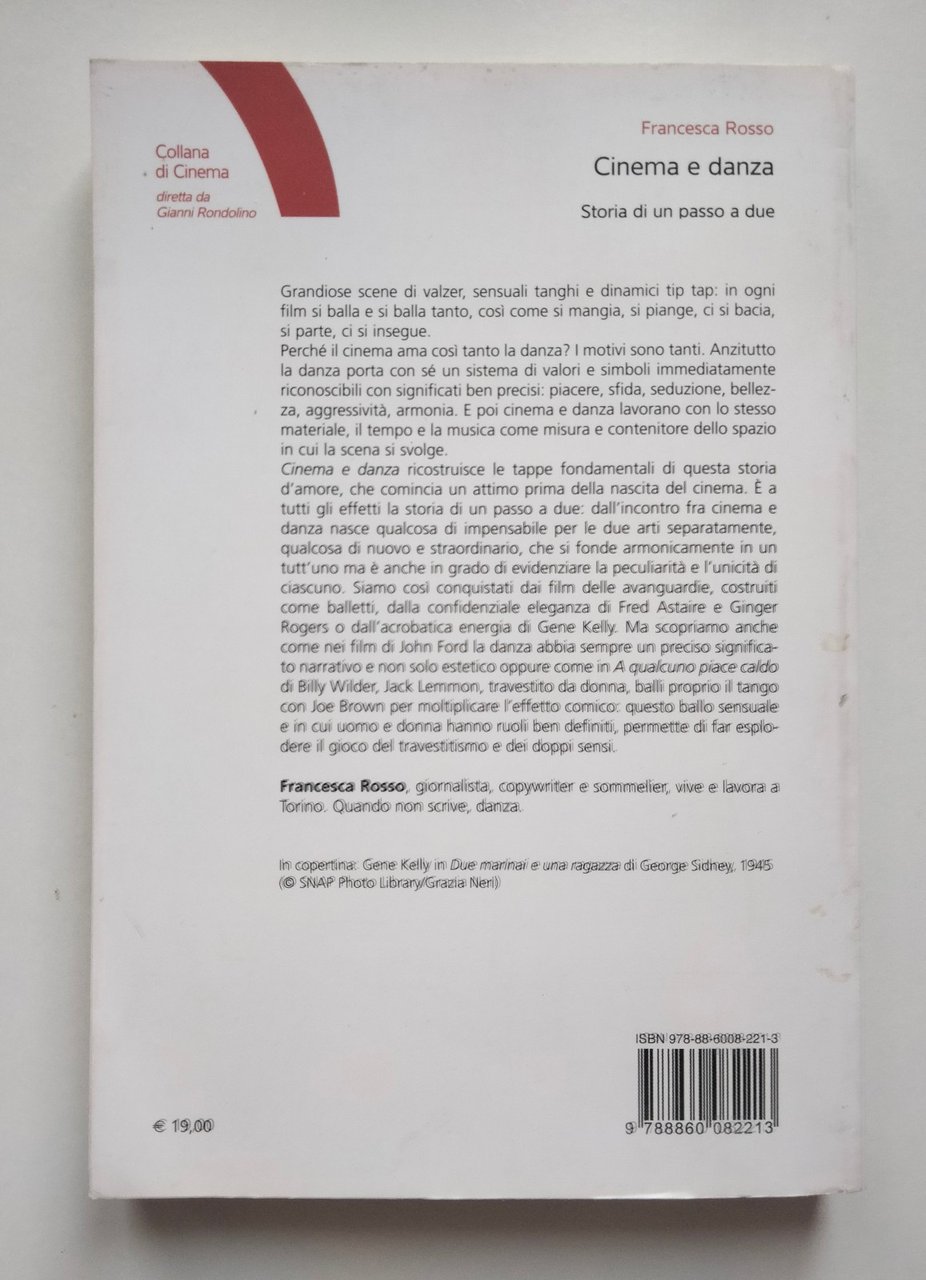 Collana
di Cinema
diretta da
Gianni Rondolino
Francesca Rosso
Cinema e danza
Storia di un passo a due
Grandiose scene di valzer, sensuali tanghi e dinamici tip tap: in ogni
film si balla e si balla tanto, così come si mangia, si piange, ci si bacia,
si parte, ci si insegue.
Perché il cinema ama così tanto la danza? I motivi sono tanti. Anzitutto
la danza porta con sé un sistema di valori e simboli immediatamente
riconoscibili con significati ben precisi: piacere, sfida, seduzione, bellez-
za, aggressività, armonia. E poi cinema e danza lavorano con lo stesso
materiale, il tempo e la musica come misura e contenitore dello spazio
in cui la scena si svolge.
Cinema e danza ricostruisce le tappe fondamentali di questa storia
d'amore, che comincia un attimo prima della nascita del cinema. È a
tutti gli effetti la storia di un passo a due: dall'incontro fra cinema e
danza nasce qualcosa di impensabile per le due arti separatamente,
qualcosa di nuovo e straordinario, che si fonde armonicamente in un
tutt'uno ma è anche in grado di evidenziare la peculiarità e l'unicità di
ciascuno. Siamo così conquistati dai film delle avanguardie, costruiti
come balletti, dalla confidenziale eleganza di Fred Astaire e Ginger
Rogers o dall'acrobatica energia di Gene Kelly. Ma scopriamo anche
come nei film di John Ford la danza abbia sempre un preciso significa-
to narrativo e non solo estetico oppure come in A qualcuno piace caldo
di Billy Wilder, Jack Lemmon, travestito da donna, balli proprio il tango
con Joe Brown per moltiplicare l'effetto comico: questo ballo sensuale
e in cui uomo e donna hanno ruoli ben definiti, permette di far esplo-
dere il gioco del travestitismo e dei doppi sensi.
Francesca Rosso, giornalista, copywriter e sommelier, vive e lavora a
Torino. Quando non scrive, danza.
In copertina: Gene Kelly in Due marinai e una ragazza di George Sidney, 1945
(© SNAP Photo Library/Grazia Neri)
ISBN 978-88-6008-221-3
9 788860 082213
€ 19,00